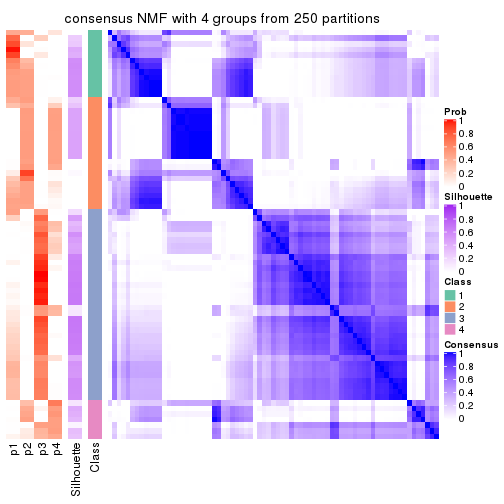 consensus NMF with 4 groups from 250 partitions
Prob
1
0.8
0.6
0.4
0.2
0
Silhouette
1
0.8
0.6
0.4
0.2
0
Class
1
2
3
4
Consensus
1
0.8
0.6
0.4
0.2
0
p1
p2
p3
p4
Silhouette
Class